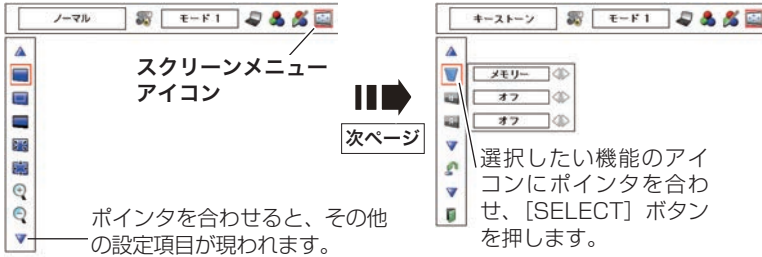 ノーマル
モード 1
スクリーンメニュー
アイコン
ポインタを合わせると、その他
の設定項目が現われます。
次ページ
キーストーン
モード 1
メモリー
オフ
オフ
選択したい機能のアイ
コンにポインタを合わ
せ、［SELECT］ボタン
を押します。